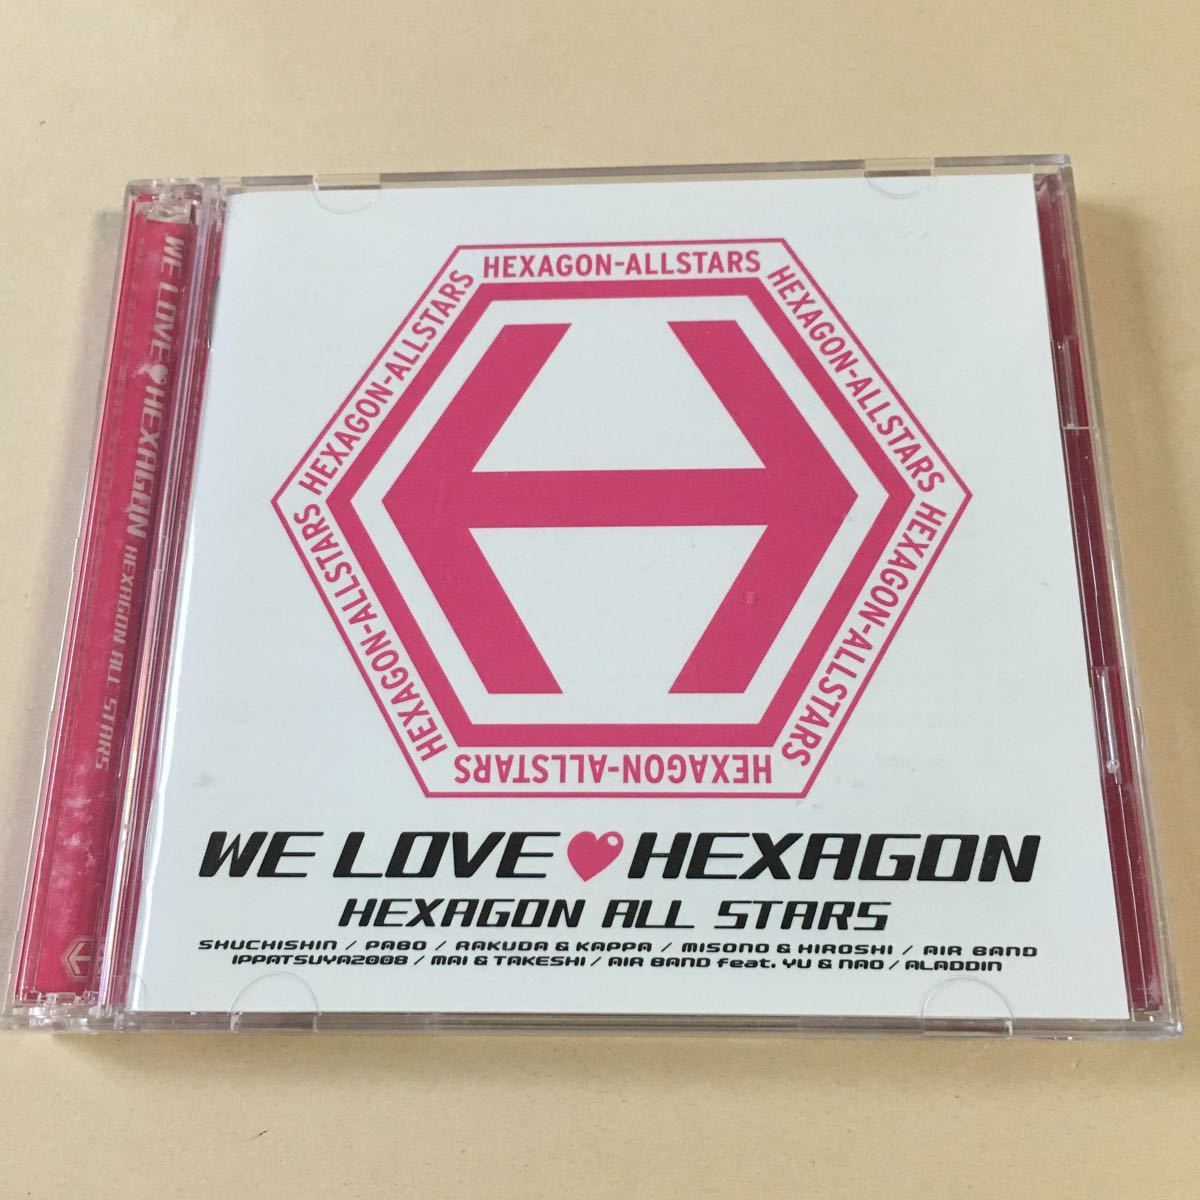 HEXAGON-ALLSTARS
HEXAGON-ALLSTARS
HEXAGON-ALLSTARS
HEXAGON-ALLSTARS
HEXAGON-ALLSTARS
HEXAGON-ALLSTARS
WE LOVE♥HEXAGON
HEXAGON ALL STARS
SHUCHISHIN / PABO / RAKUDA & KAPPA / MISONO & HIROSHI / AIR BAND
IPPATSUYA2008 / MAI & TAKESHI / AIR BAND feat. YU & NAO / ALADDIN
WE LOVE♥HEXAGON HEXAGON ALL STARS